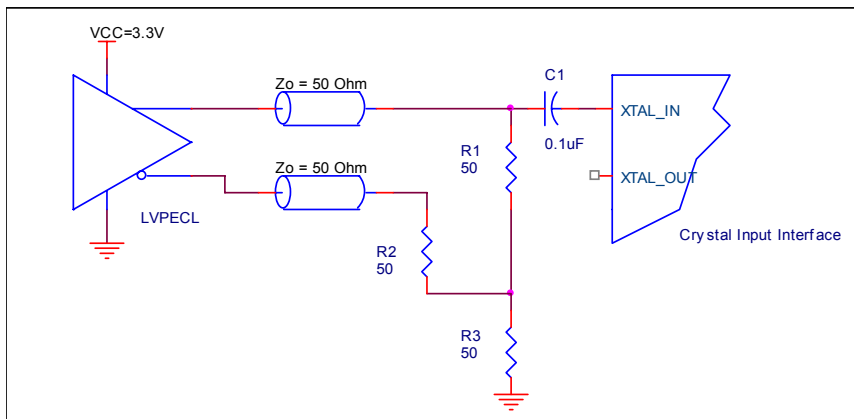 VCC=3.3V
Zo = 50 Ohm
C1
XTAL_IN
0.1uF
R1
50
Zo = 50 Ohm
XTAL_OUT
LVPECL
Crystal Input Interface
R2
50
R3
50